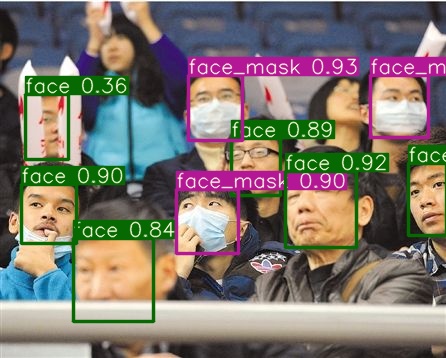 face_mask 0.93
face_m
face 0.36
face 0.89
face 0.92
face
face 0.90
face_mask 0.90
face 0.84